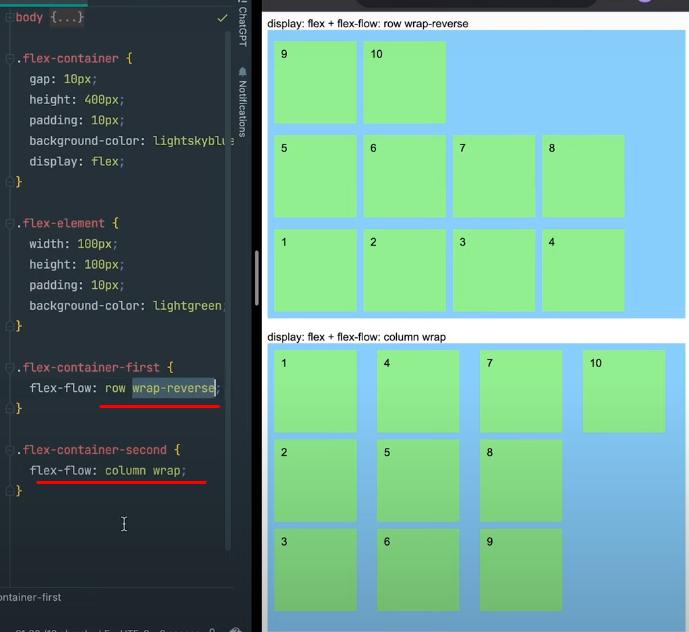 body {...}
.flex-container {
gap: 10px;
height: 400px;
padding: 10px;
background-color: lightskyblue
display: flex;
}
.flex-element {
width: 100px;
height: 100px;
padding: 10px;
background-color: lightgreen;
}
.flex-container-first {
flex-flow: row wrap-reverse;
}
.flex-container-second {
flex-flow: column wrap;
}
ontainer-first
ChatGPT
Notifications
display: flex + flex-flow: row wrap-reverse
9 10
5 6 7 8
1 2 3 4
display: flex + flex-flow: column wrap
1 4 7 10
2 5 8
3 6 9